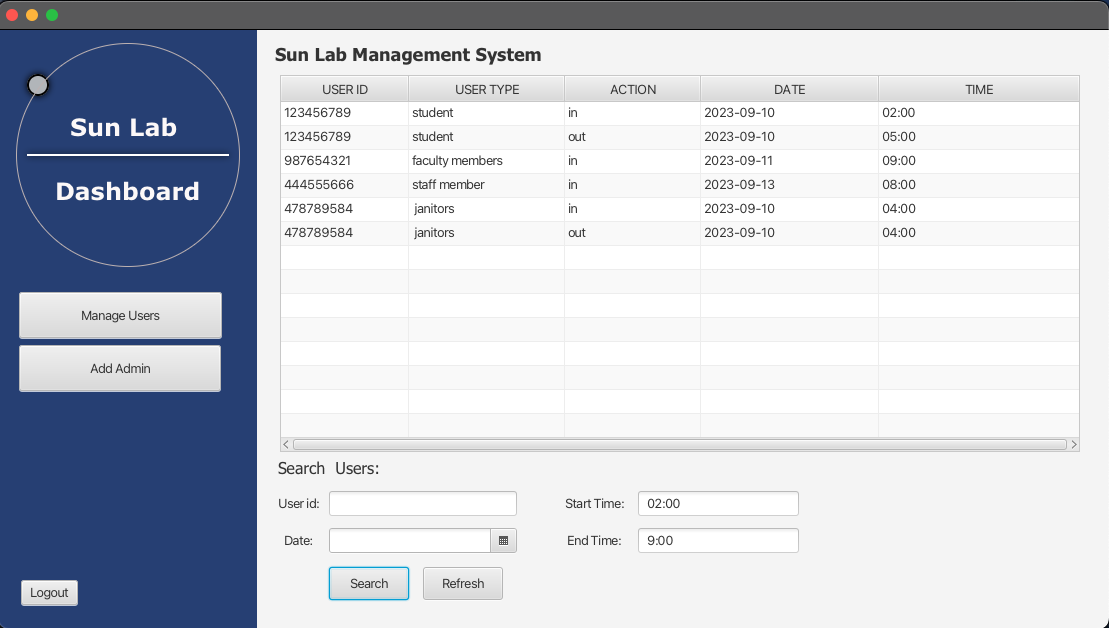 Sun Lab
Dashboard
Manage Users
Add Admin
Logout
Sun Lab Management System
USER ID USER TYPE ACTION DATE TIME
123456789 student in 2023-09-10 02:00
123456789 student out 2023-09-10 05:00
987654321 faculty members in 2023-09-11 09:00
444555666 staff member in 2023-09-13 08:00
478789584 janitors in 2023-09-10 04:00
478789584 janitors out 2023-09-10 04:00
Search Users:
User id: Start Time: 02:00
Date: End Time: 9:00
Search Refresh